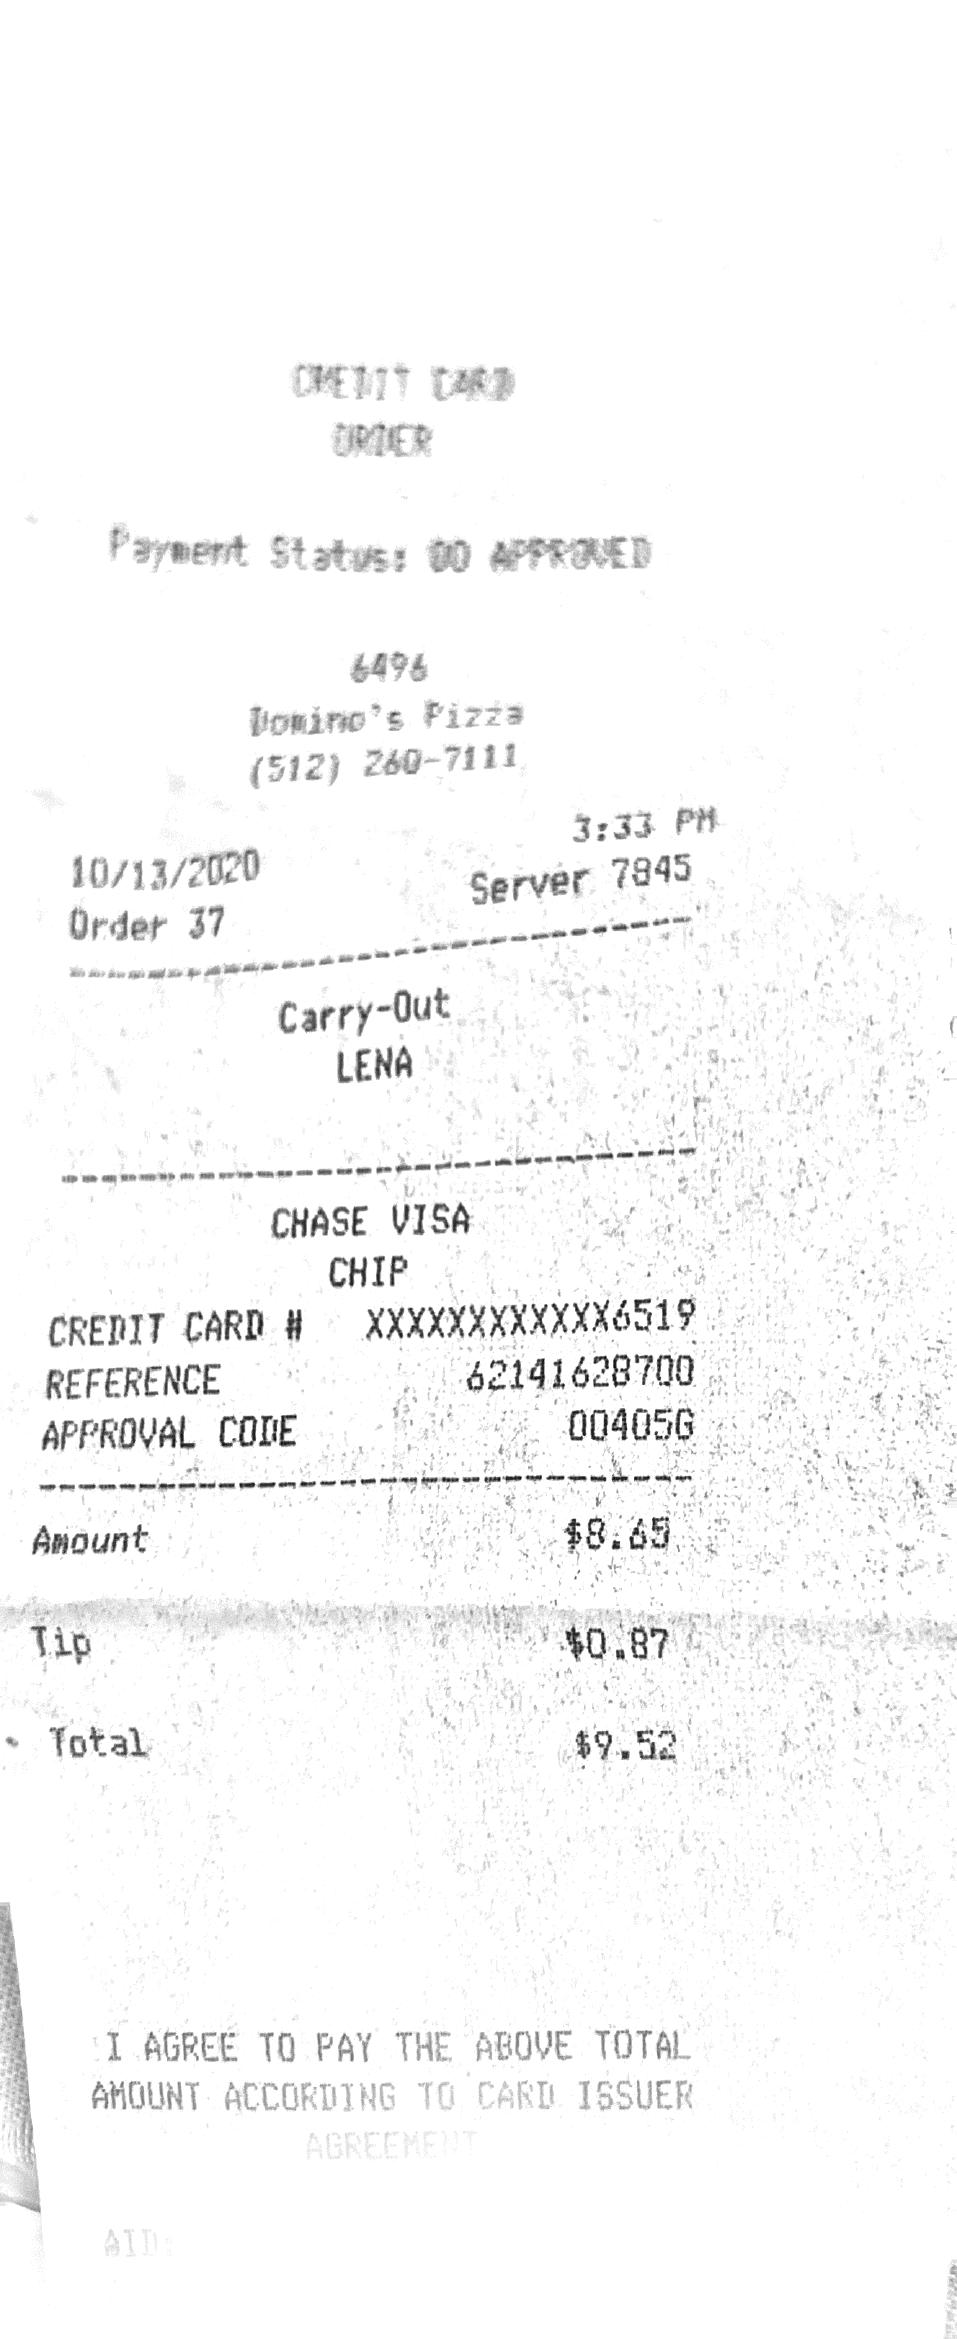 CREDIT CARD
ORDER
Payment Status: 00 APPROVED
6496
Domino's Pizza
(512) 260-7111
3:33 PM
10/13/2020
Server 7845
Order 37
Carry-Out
LENA
CHASE VISA
CHIP
CREDIT CARD # XXXXXXXXXXXX6519
REFERENCE 62141628700
APPROVAL CODE 00405G
Amount $8.65
Tip $0.87
Total $9.52
I AGREE TO PAY THE ABOVE TOTAL
AMOUNT ACCORDING TO CARD ISSUER
AGREEMENT
AID: